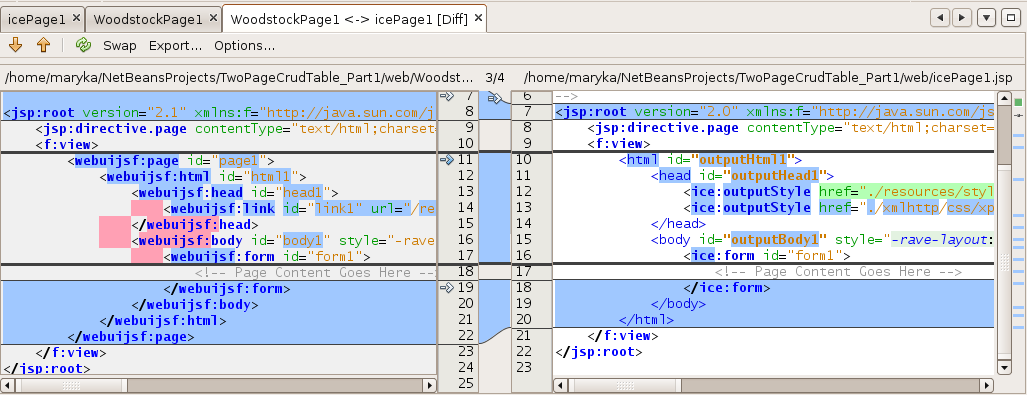 icePage1 × WoodstockPage1 × WoodstockPage1 <-> icePage1 [Diff] ×
Swap Export... Options...
/home/maryka/NetBeansProjects/TwoPageCrudTable_Part1/web/Woodst... 3/4 /home/maryka/NetBeansProjects/TwoPageCrudTable_Part1/web/icePage1.jsp
7
<jsp:root version="2.1" xmlns:f="http://java.sun.com/j 8
<jsp:directive.page contentType="text/html;charset= 9
<f:view> 10
<webuijsf:page id="page1"> 11
<webuijsf:html id="html1"> 12
<webuijsf:head id="head1"> 13
<webuijsf:link id="link1" url="/re 14
</webuijsf:head> 15
<webuijsf:body id="body1" style="-rave 16
<webuijsf:form id="form1"> 17
<!-- Page Content Goes Here -- 18
</webuijsf:form> 19
</webuijsf:body> 20
</webuijsf:html> 21
</webuijsf:page> 22
</f:view> 23
</jsp:root> 24
25
6 -->
7 <jsp:root version="2.0" xmlns:f="http://java.sun.com/js
8 <jsp:directive.page contentType="text/html;charset=
9 <f:view>
10 <html id="outputHtml1">
11 <head id="outputHead1">
12 <ice:outputStyle href="./resources/styl
13 <ice:outputStyle href="./xmlhttp/css/xp
14 </head>
15 <body id="outputBody1" style="-rave-layout:
16 <ice:form id="form1">
17 <!-- Page Content Goes Here -->
18 </ice:form>
19 </body>
20 </html>
21 </f:view>
22 </jsp:root>
23